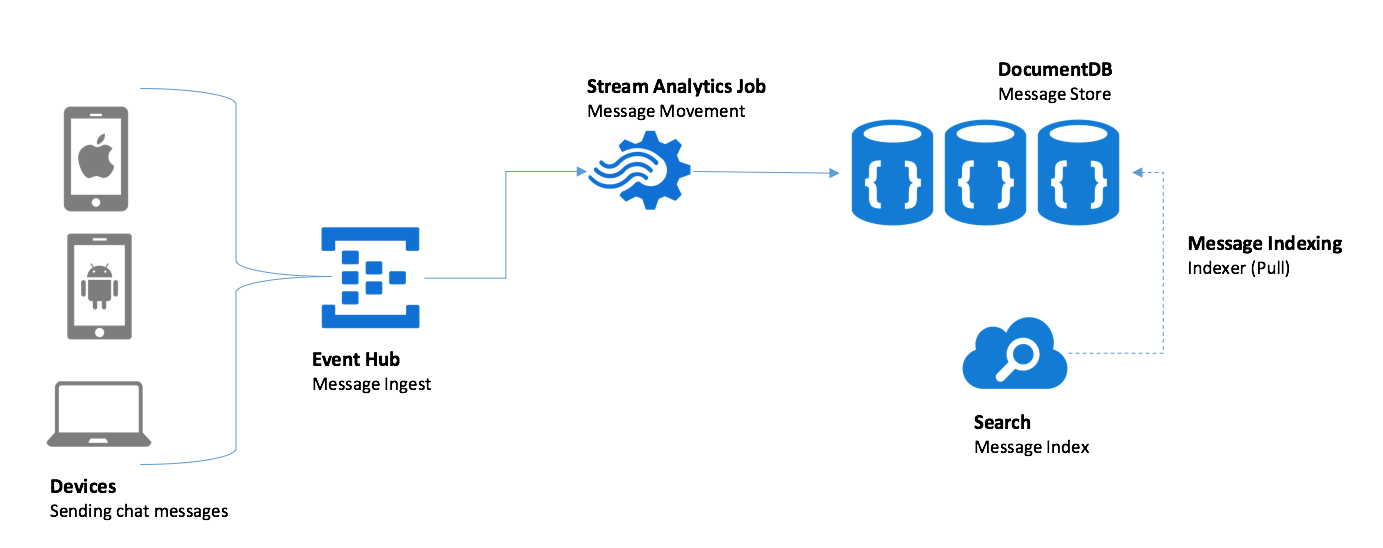 Stream Analytics Job
Message Movement
DocumentDB
Message Store
{ } { } { }
Message Indexing
Indexer (Pull)
Event Hub
Message Ingest
Search
Message Index
Devices
Sending chat messages